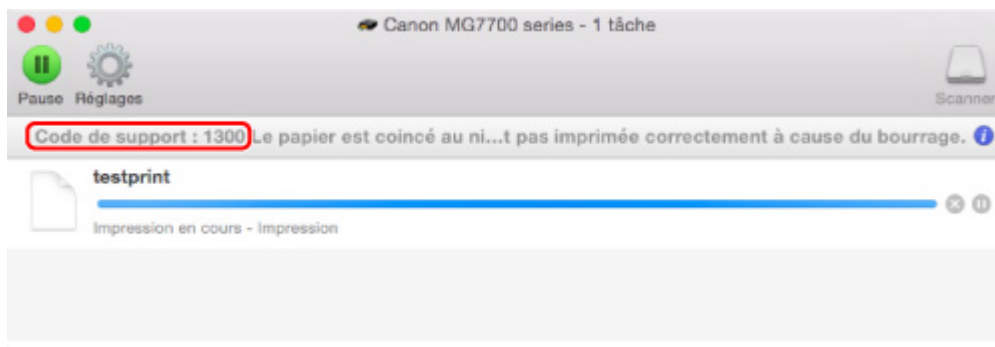 Canon MG7700 series - 1 tâche
Pause Réglages Scanner
Code de support : 1300 Le papier est coincé au ni...t pas imprimée correctement à cause du bourrage.
testprint
Impression en cours - Impression